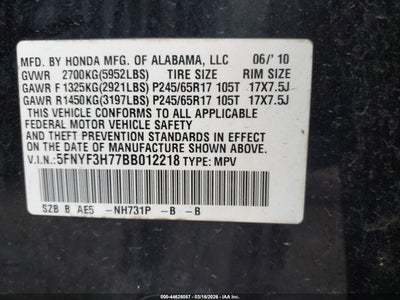 MFD. BY HONDA MFG. OF ALABAMA, LLC 06/'10
GVWR 2700KG(5952LBS) TIRE SIZE RIM SIZE
GAWR F 1325KG(2921LBS) P245/65R17 105T 17X7.5J
GAWR R1450KG(3197LBS) P245/65R17 105T 17X7.5J
THIS VEHICLE CONFORMS TO ALL APPLICABLE
FEDERAL MOTOR VEHICLE SAFETY
AND THEFT PREVENTION STANDARDS IN EFFECT
ON THE DATE OF MANUFACTURE SHOWN ABOVE.
V.I.N.: 5FNYF3H77BB012218 TYPE: MPV
SZB B AE5 -NH731P -B -B
000-44628087 - 03/16/2026 - IAA, Inc.